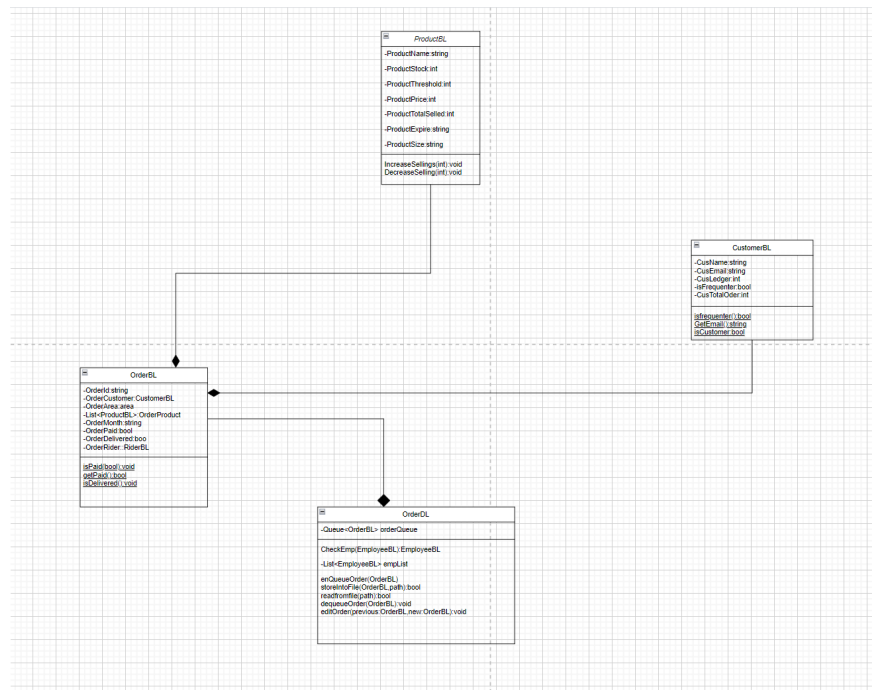 ProductBL
-ProductName:string
-ProductStock:int
-ProductThreshold:int
-ProductPrice:int
-ProductTotalSelled:int
-ProductExpire:string
-ProductSize:string
IncreaseSellings(int):void
DecreaseSelling(int):void
CustomerBL
-CusName:string
-CusEmail:string
-CusLedger:int
-isFrequenter:bool
-CusTotalOder:int
isfrequenter():bool
GetEmail():string
isCustomer:bool
OrderBL
-OrderId:string
-OrderCustomer:CustomerBL
-OrderArea:area
-List<ProductBL>:OrderProduct
-OrderMonth:string
-OrderPaid:bool
-OrderDelivered:boo
-OrderRider::RiderBL
isPaid(bool):void
getPaid():bool
isDelivered():void
OrderDL
-Queue<OrderBL> orderQueue
CheckEmp(EmployeeBL):EmployeeBL
-List<EmployeeBL> empList
enQueueOrder(OrderBL)
storeIntoFile(OrderBL,path):bool
readfromfile(path):bool
dequeueOrder(OrderBL):void
editOrder(previous:OrderBL,new:OrderBL):void